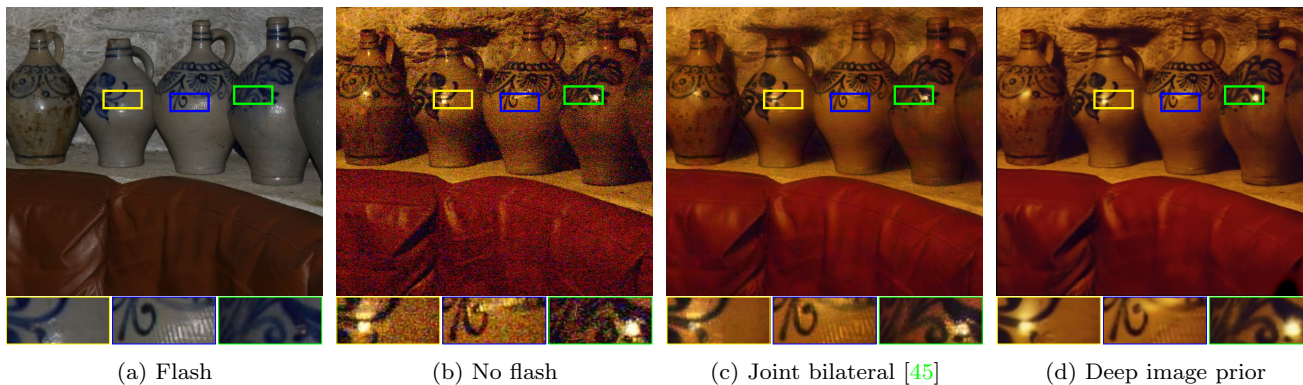 (a) Flash
(b) No flash
(c) Joint bilateral [45]
(d) Deep image prior